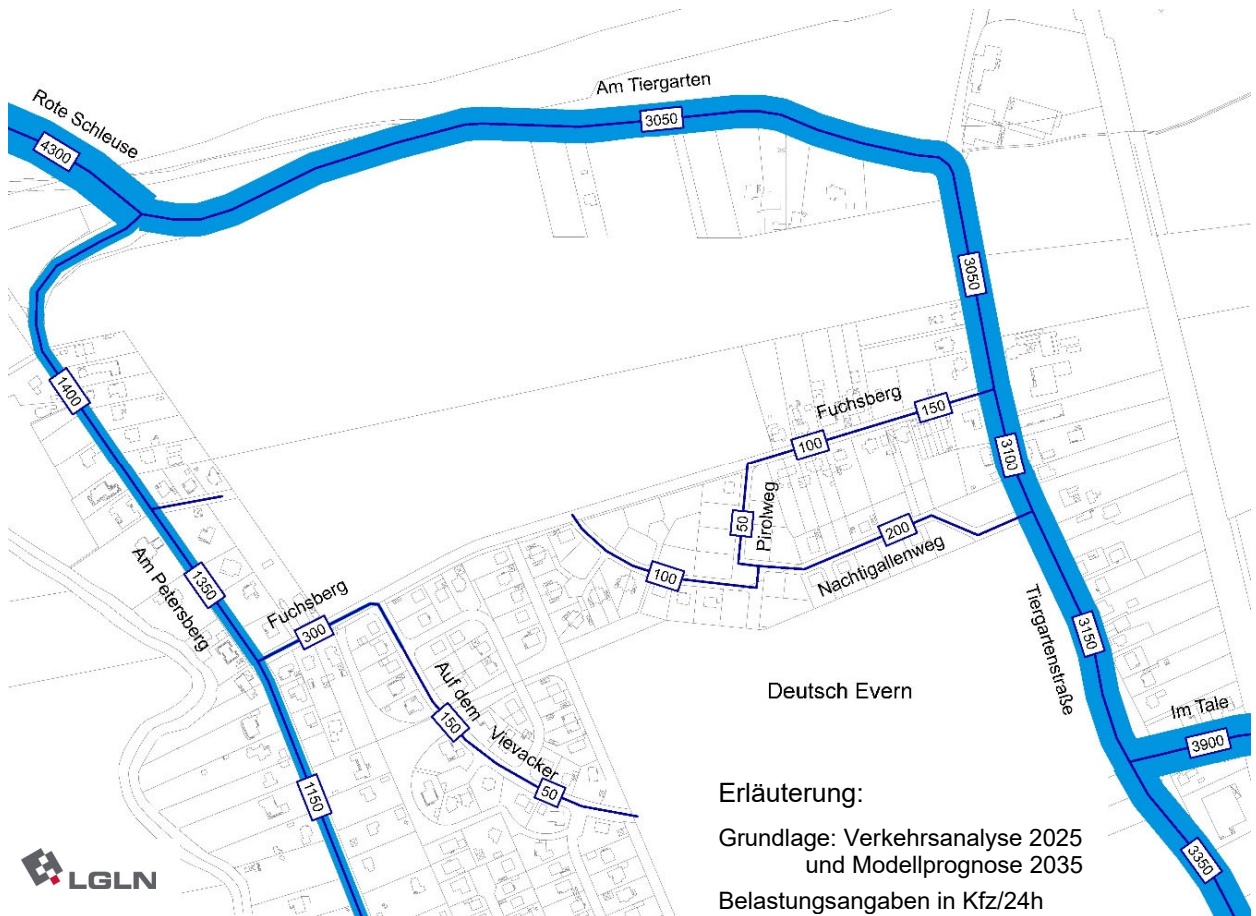 Am Tiergarten
3050
Rote Schleuse
4300
3050
1400
Fuchsberg
150
100
3100
Pirolweg
50
200
Nachtigallenweg
100
1350
Am Petersberg
Fuchsberg
300
Tiergartenstraße
3150
Auf dem Vievacker
150
50
Deutsch Evern
Im Tale
3900
1150
3350
Erläuterung:
Grundlage: Verkehrsanalyse 2025
und Modellprognose 2035
Belastungsangaben in Kfz/24h
LGLN